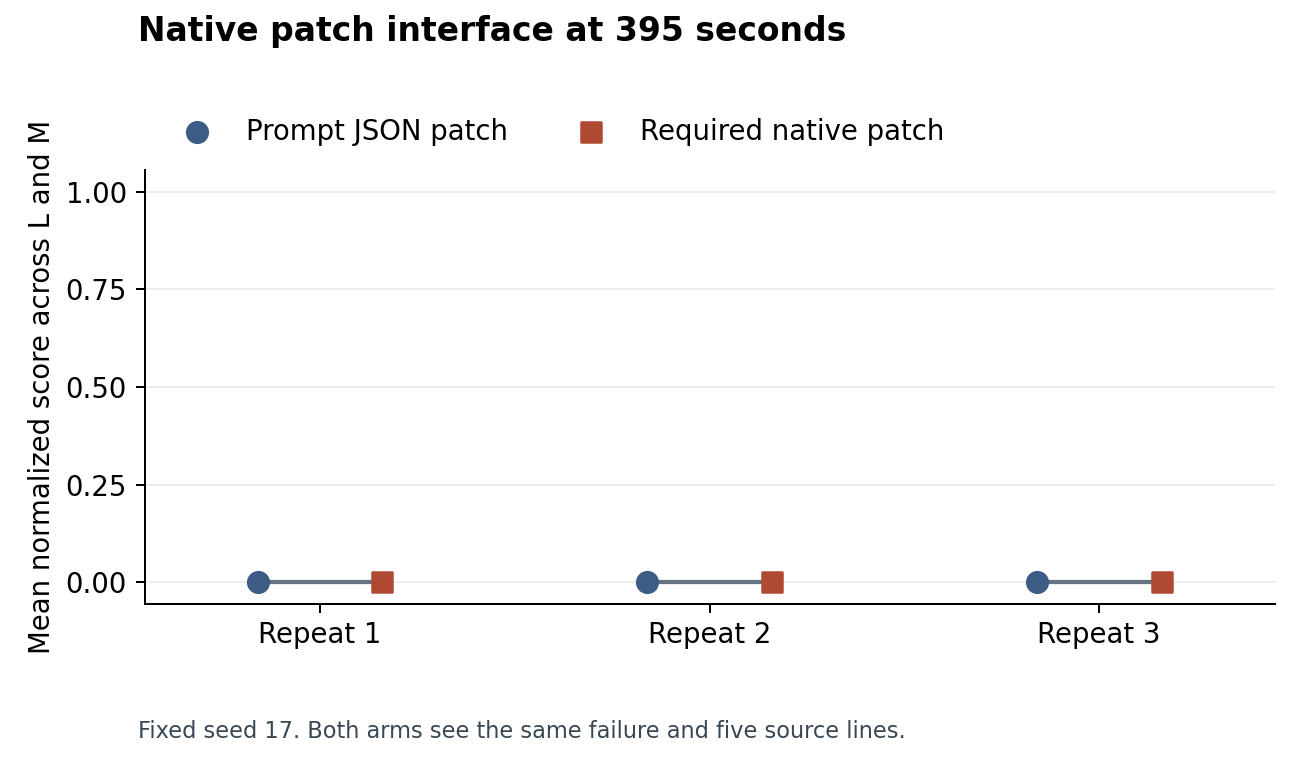 Native patch interface at 395 seconds
Prompt JSON patch
Required native patch
Mean normalized score across L and M
1.00
0.75
0.50
0.25
0.00
Repeat 1
Repeat 2
Repeat 3
Fixed seed 17. Both arms see the same failure and five source lines.